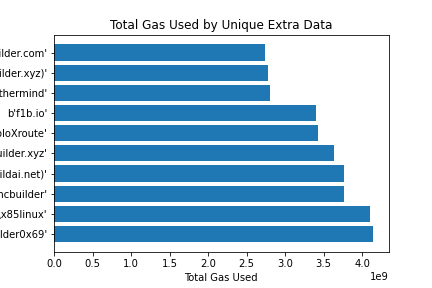 Total Gas Used by Unique Extra Data
ilder.com'
ilder.xyz)'
thermind'
b'f1b.io'
bloXroute'
uilder.xyz'
ildai.net)'
ncbuilder'
x85linux'
lder0x69'
0.0 0.5 1.0 1.5 2.0 2.5 3.0 3.5 4.0
1e9
Total Gas Used